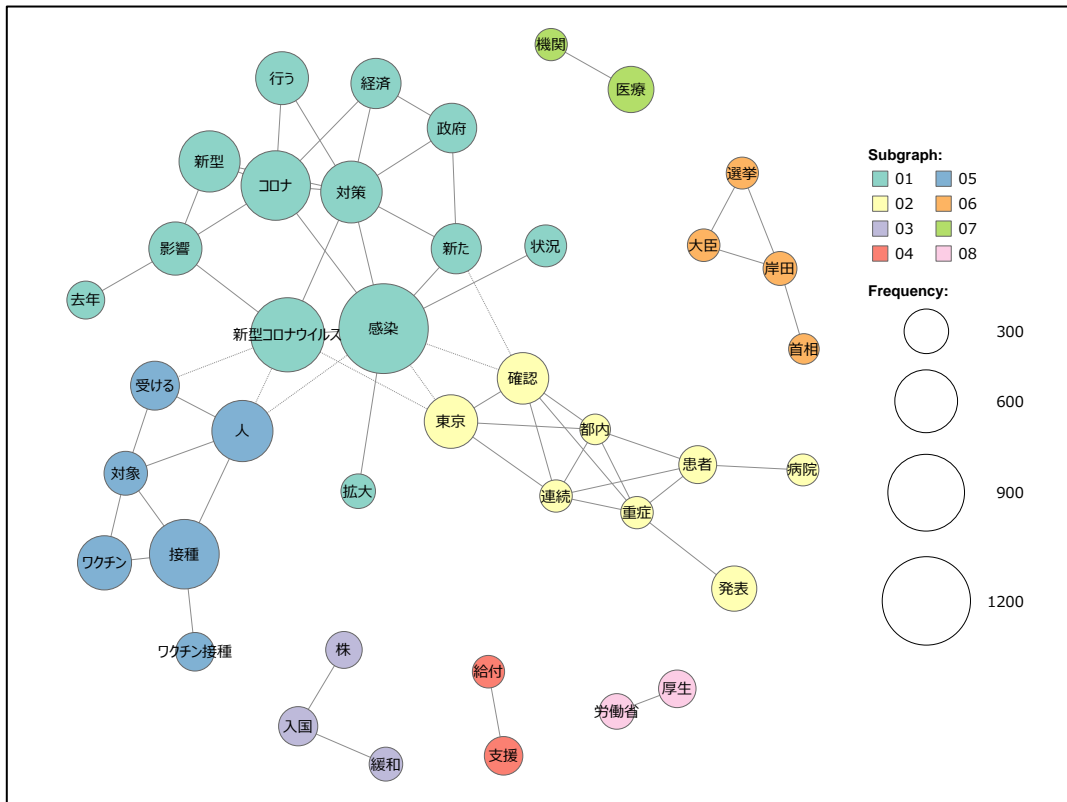 機関
医療
行う
経済
政府
新型
コロナ
対策
影響
新た
状況
去年
新型コロナウイルス
感染
選挙
大臣
岸田
首相
受ける
人
対象
ワクチン
接種
ワクチン接種
拡大
確認
東京
都内
連続
患者
重症
病院
発表
株
入国
緩和
給付
支援
厚生
労働省
Subgraph:
01 05
02 06
03 07
04 08
Frequency:
300
600
900
1200